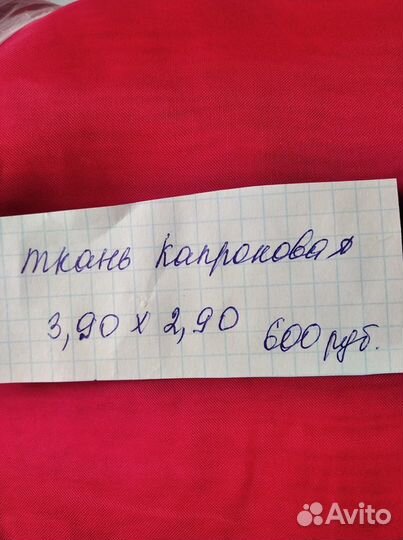 ткань капроновая
3,90 х 2,90 600 руб.
Avito